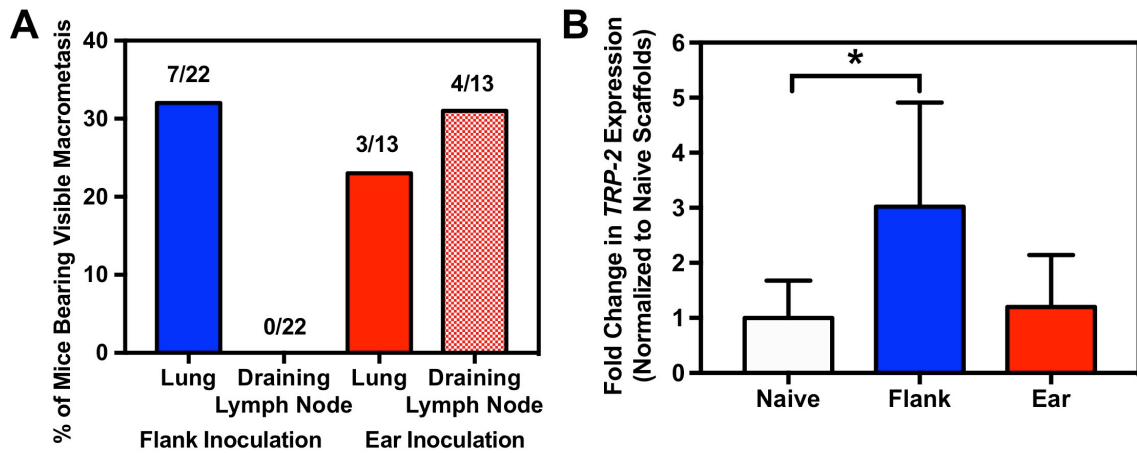 A
% of Mice Bearing Visible Macrometasis
40
30
20
10
0
7/22
0/22
3/13
4/13
Lung
Draining
Lymph Node
Lung
Draining
Lymph Node
Flank Inoculation
Ear Inoculation
B
Fold Change in TRP-2 Expression
(Normalized to Naive Scaffolds)
6
5
4
3
2
1
0
*
Naive
Flank
Ear